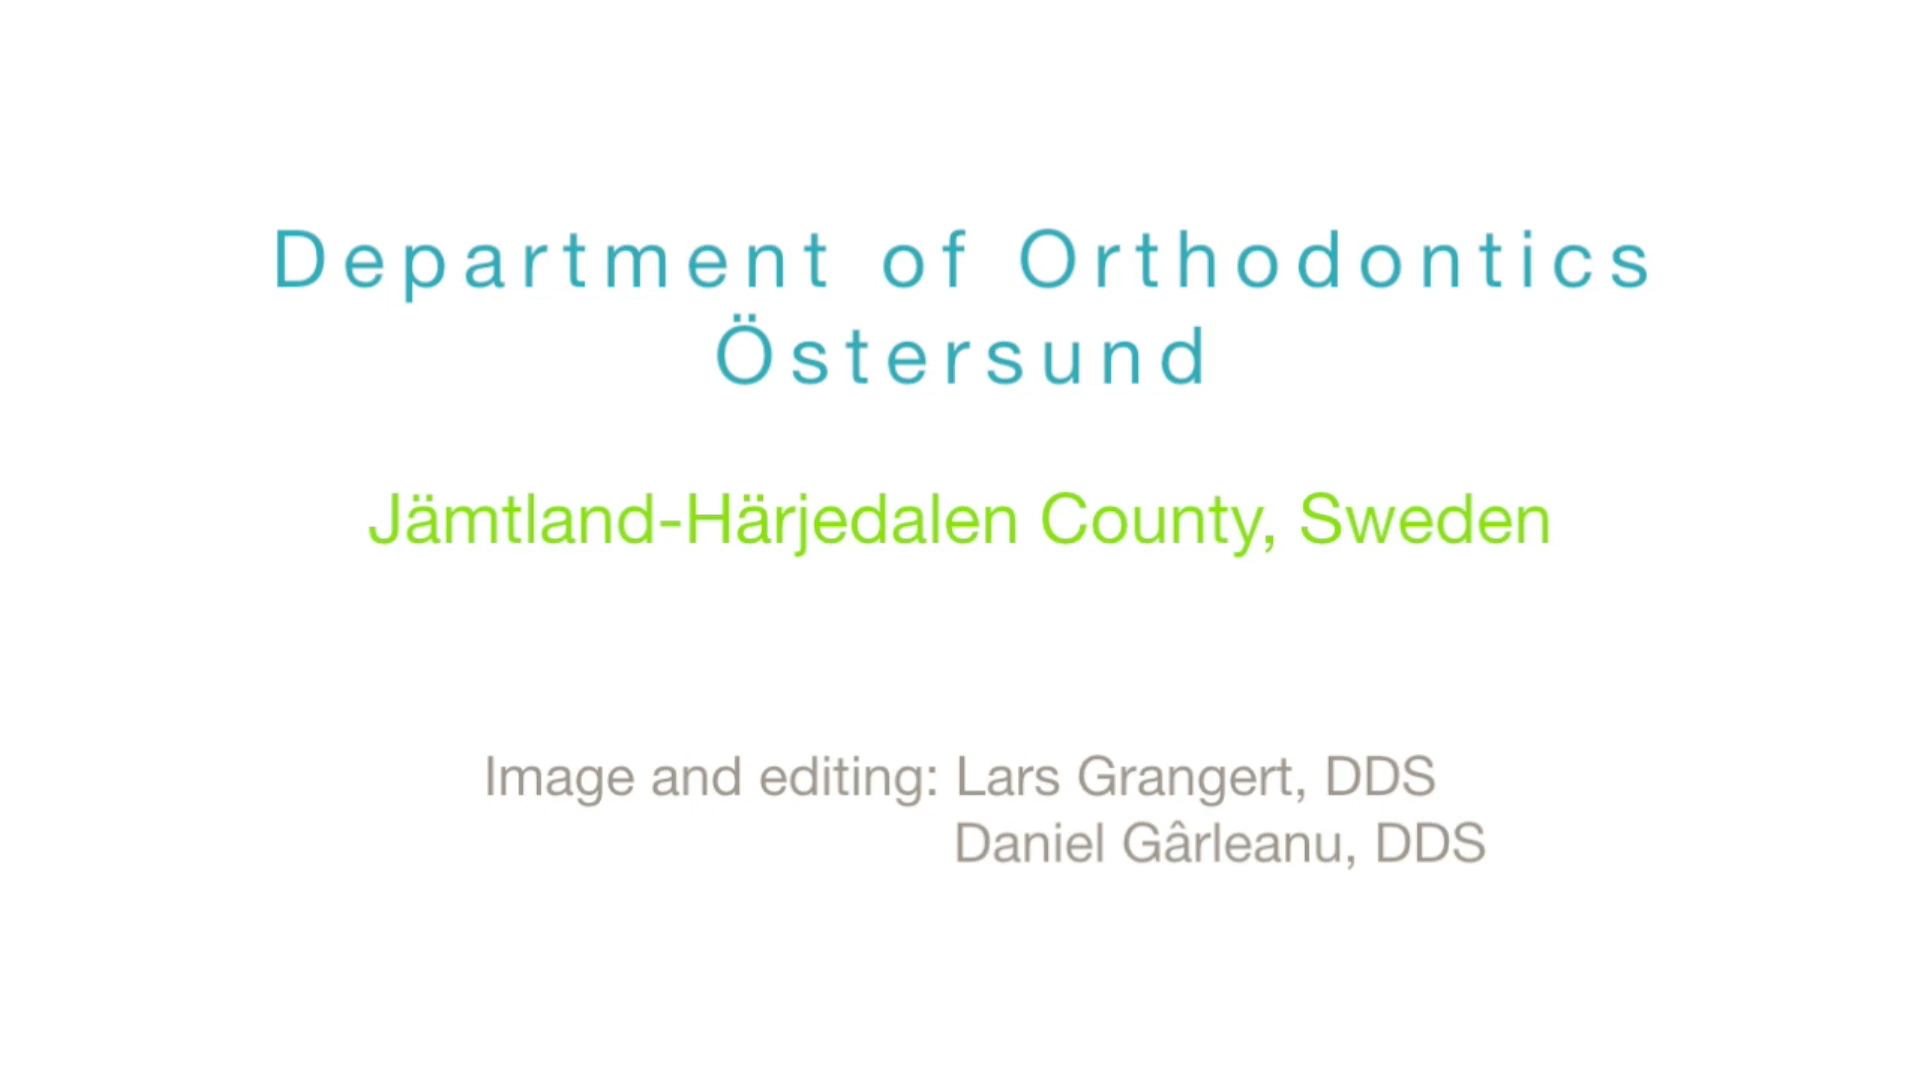 Department of Orthodontics
Östersund
Jämtland-Härjedalen County, Sweden
Image and editing: Lars Grangert, DDS
Daniel Gârleanu, DDS